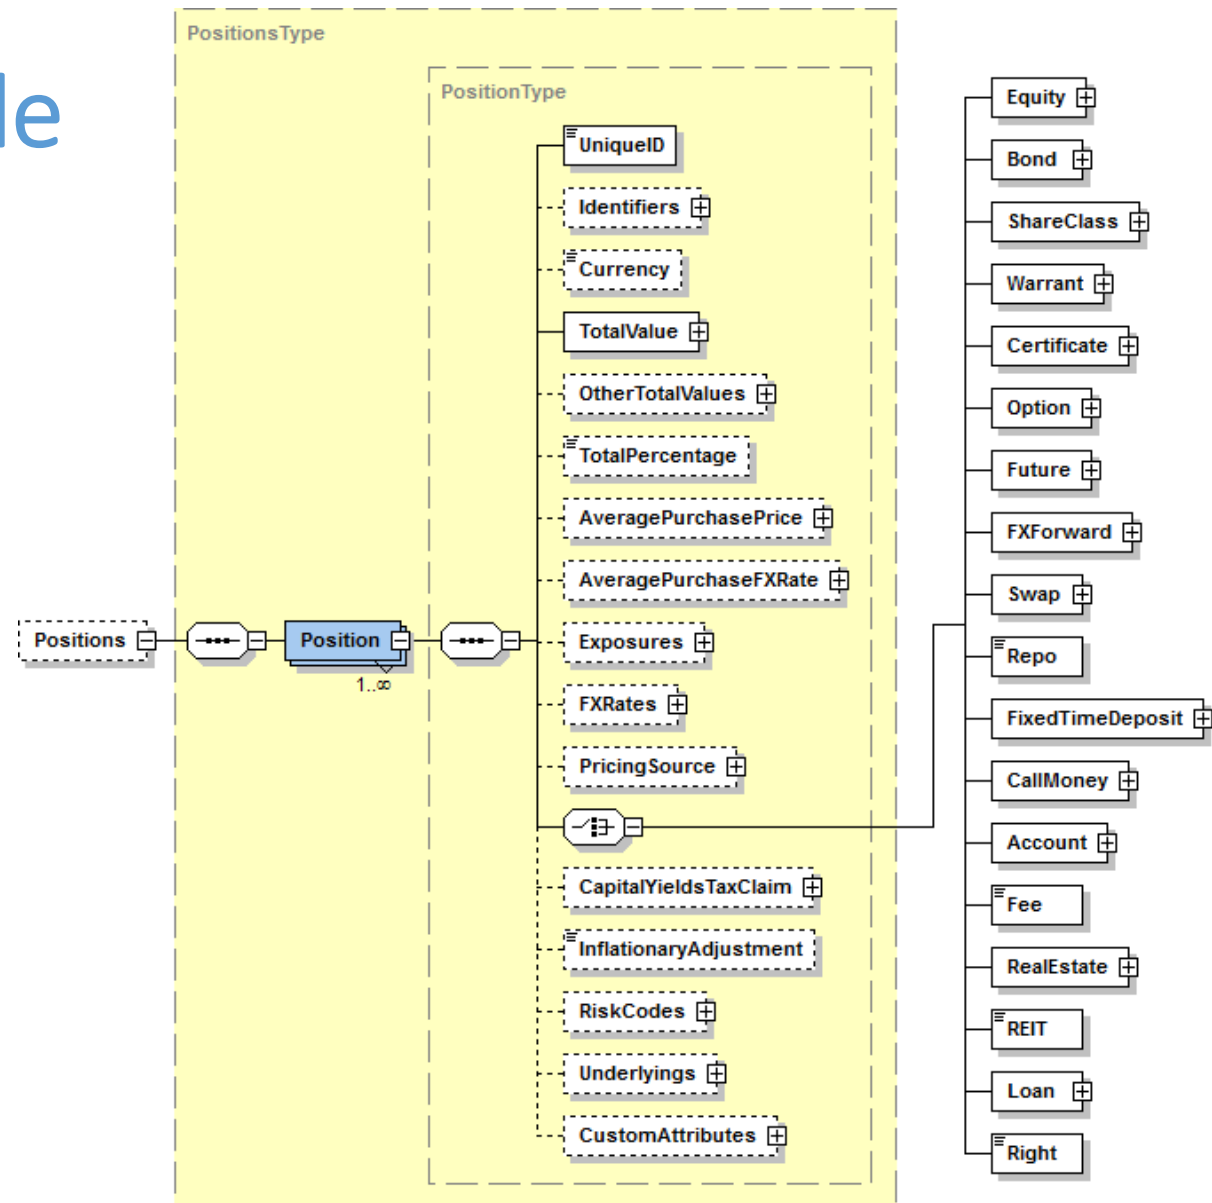 PositionsType
de
PositionType
UniqueID
Identifiers
Currency
TotalValue
OtherTotalValues
TotalPercentage
AveragePurchasePrice
AveragePurchaseFXRate
Positions
Position
1..∞
Exposures
FXRates
PricingSource
CapitalYieldsTaxClaim
InflationaryAdjustment
RiskCodes
Underlyings
CustomAttributes
Equity
Bond
ShareClass
Warrant
Certificate
Option
Future
FXForward
Swap
Repo
FixedTimeDeposit
CallMoney
Account
Fee
RealEstate
REIT
Loan
Right